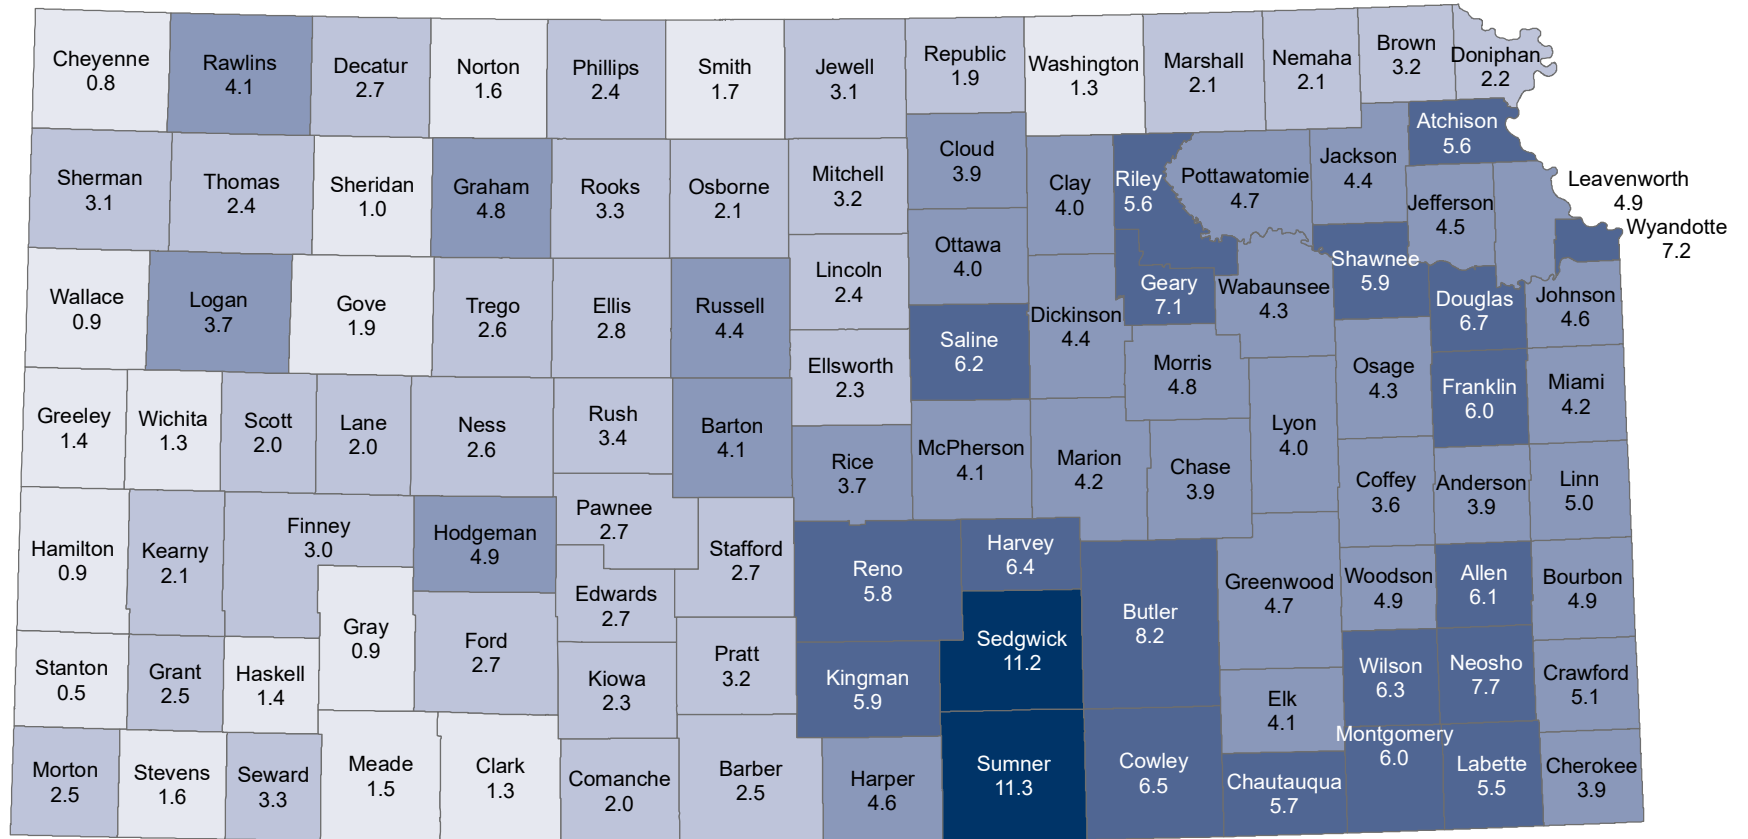 Cheyenne
0.8
Rawlins
4.1
Decatur
2.7
Norton
1.6
Phillips
2.4
Smith
1.7
Jewell
3.1
Republic
1.9
Washington
1.3
Marshall
2.1
Nemaha
2.1
Brown
3.2
Doniphan
2.2
Sherman
3.1
Thomas
2.4
Sheridan
1.0
Graham
4.8
Rooks
3.3
Osborne
2.1
Mitchell
3.2
Cloud
3.9
Clay
4.0
Riley
5.6
Pottawatomie
4.7
Jackson
4.4
Atchison
5.6
Jefferson
4.5
Leavenworth
4.9
Wyandotte
7.2
Wallace
0.9
Logan
3.7
Gove
1.9
Trego
2.6
Ellis
2.8
Russell
4.4
Lincoln
2.4
Ottawa
4.0
Saline
6.2
Dickinson
4.4
Geary
7.1
Wabaunsee
4.3
Shawnee
5.9
Douglas
6.7
Johnson
4.6
Greeley
1.4
Wichita
1.3
Scott
2.0
Lane
2.0
Ness
2.6
Rush
3.4
Barton
4.1
Ellsworth
2.3
Rice
3.7
McPherson
4.1
Marion
4.2
Morris
4.8
Chase
3.9
Lyon
4.0
Osage
4.3
Franklin
6.0
Miami
4.2
Coffey
3.6
Anderson
3.9
Linn
5.0
Hamilton
0.9
Kearny
2.1
Finney
3.0
Hodgeman
4.9
Pawnee
2.7
Stafford
2.7
Edwards
2.7
Reno
5.8
Harvey
6.4
Butler
8.2
Greenwood
4.7
Woodson
4.9
Allen
6.1
Bourbon
4.9
Stanton
0.5
Grant
2.5
Haskell
1.4
Gray
0.9
Ford
2.7
Kiowa
2.3
Pratt
3.2
Kingman
5.9
Sedgwick
11.2
Elk
4.1
Wilson
6.3
Neosho
7.7
Crawford
5.1
Morton
2.5
Stevens
1.6
Seward
3.3
Meade
1.5
Clark
1.3
Comanche
2.0
Barber
2.5
Harper
4.6
Sumner
11.3
Cowley
6.5
Chautauqua
5.7
Montgomery
6.0
Labette
5.5
Cherokee
3.9